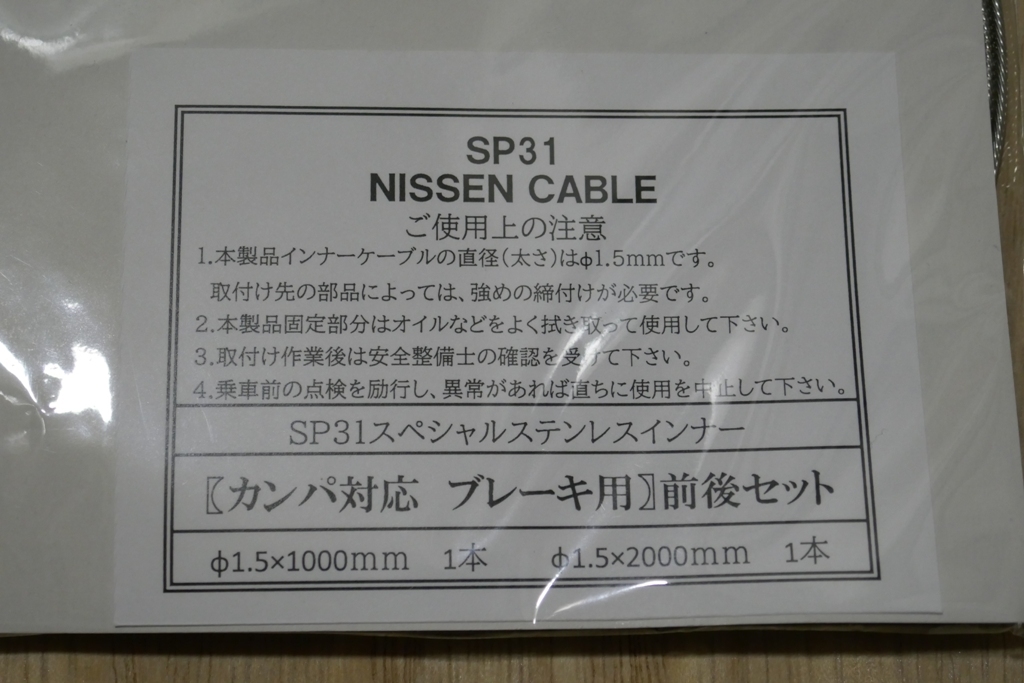 SP31
NISSEN CABLE
ご使用上の注意
1.本製品インナーケーブルの直径(太さ)はφ1.5mmです。
取付け先の部品によっては、強めの締付けが必要です。
2.本製品固定部分はオイルなどをよく拭き取って使用して下さい。
3.取付け作業後は安全整備士の確認を受けて下さい。
4.乗車前の点検を励行し、異常があれば直ちに使用を中止して下さい。
SP31スペシャルステンレスインナー
〖カンパ対応 ブレーキ用〗前後セット
φ1.5×1000mm 1本 φ1.5×2000mm 1本